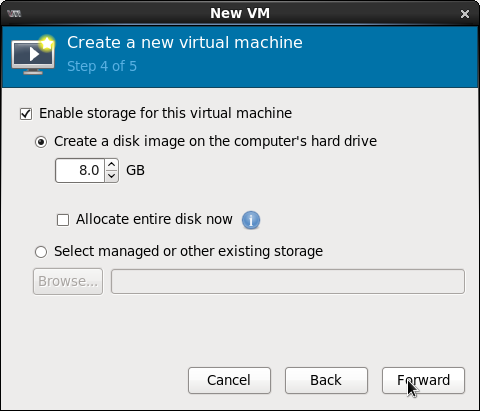 New VM
Create a new virtual machine
Step 4 of 5
Enable storage for this virtual machine
Create a disk image on the computer's hard drive
8.0 GB
Allocate entire disk now
Select managed or other existing storage
Browse...
Cancel Back Forward